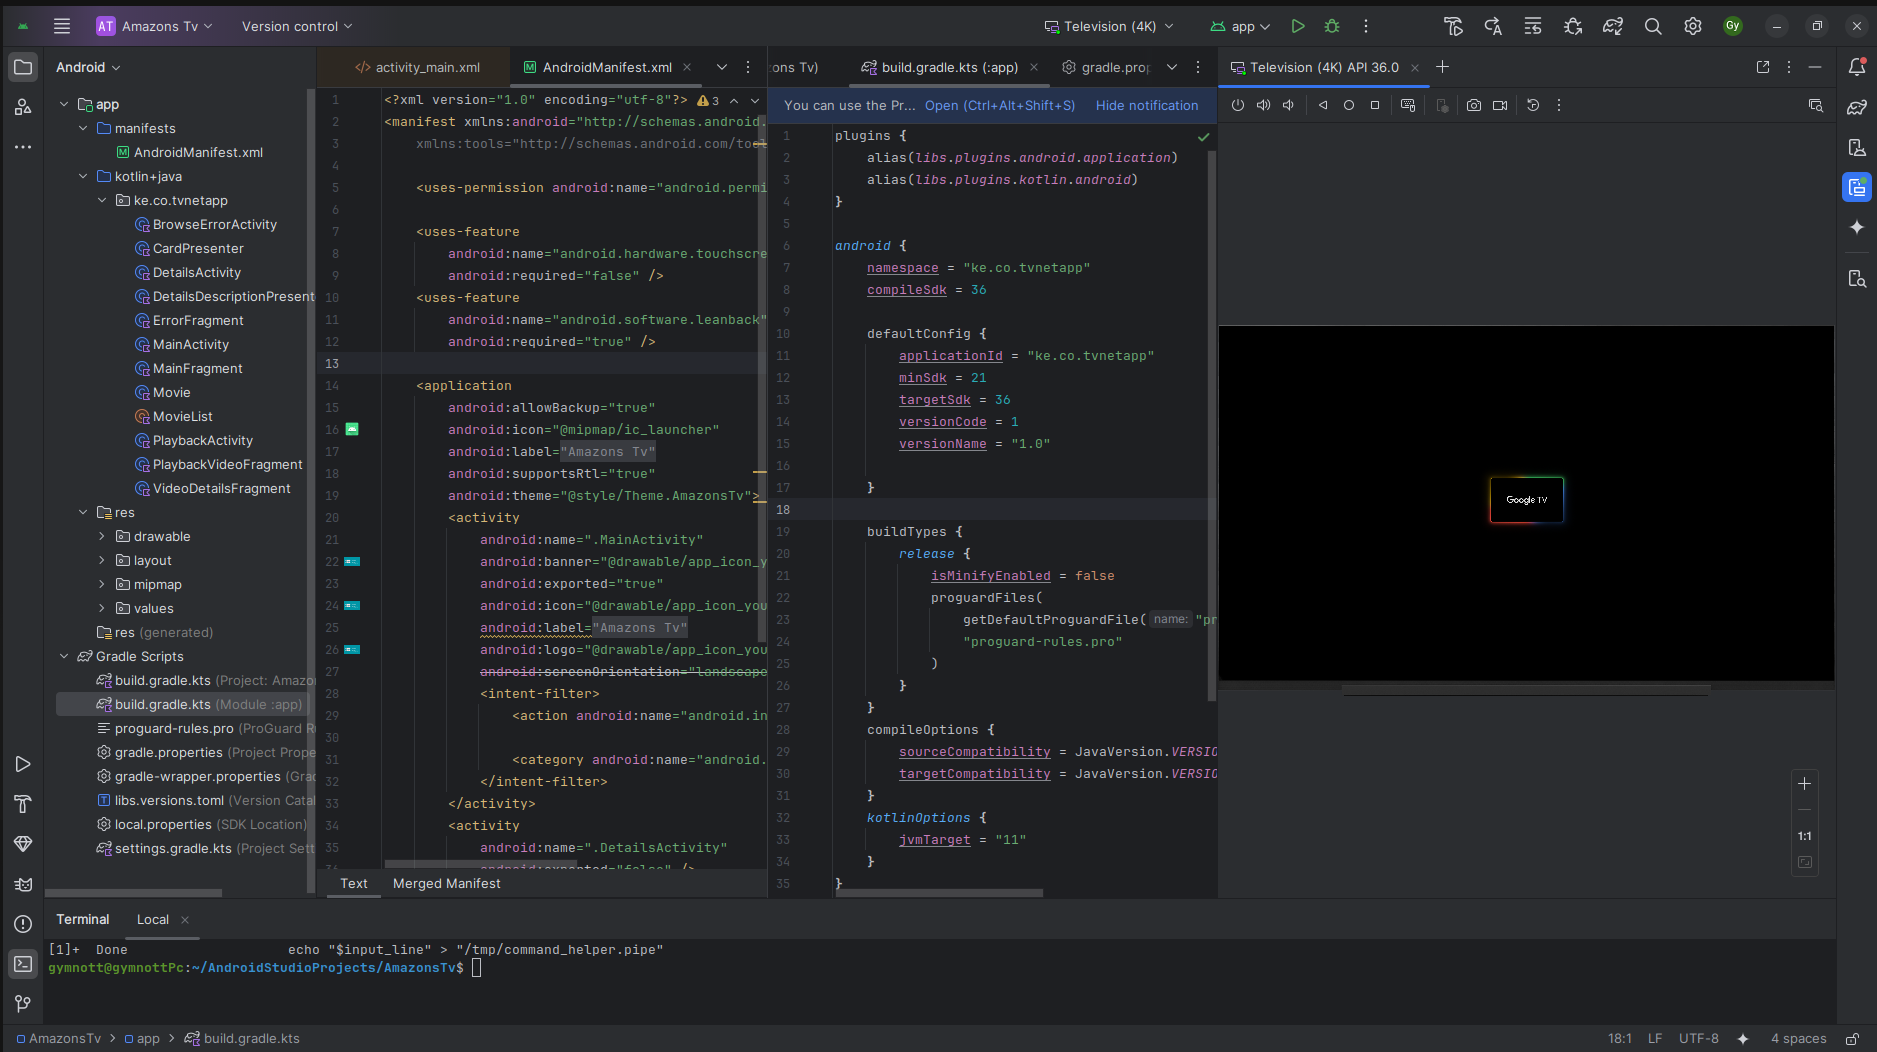 AT Amazons Tv
Version control
Television (4K)
app
Gy
Android
app
manifests
AndroidManifest.xml
kotlin+java
ke.co.tvnetapp
BrowseErrorActivity
CardPresenter
DetailsActivity
DetailsDescriptionPresent
ErrorFragment
MainActivity
MainFragment
Movie
MovieList
PlaybackActivity
PlaybackVideoFragment
VideoDetailsFragment
res
drawable
layout
mipmap
values
res (generated)
Gradle Scripts
build.gradle.kts (Project: Amazo
build.gradle.kts (Module :app)
proguard-rules.pro (ProGuard R
gradle.properties (Project Prope
gradle-wrapper.properties (Grad
libs.versions.toml (Version Catal
local.properties (SDK Location)
settings.gradle.kts (Project Sett
activity_main.xml
AndroidManifest.xml
3
1 <?xml version="1.0" encoding="utf-8"?>
2 <manifest xmlns:android="http://schemas.android.
3 xmlns:tools="http://schemas.android.com/tool
4
5 <uses-permission android:name="android.permi
6
7 <uses-feature
8 android:name="android.hardware.touchscre
9 android:required="false" />
10 <uses-feature
11 android:name="android.software.leanback"
12 android:required="true" />
13
14 <application
15 android:allowBackup="true"
16 android:icon="@mipmap/ic_launcher"
17 android:label="Amazons Tv"
18 android:supportsRtl="true"
19 android:theme="@style/Theme.AmazonsTv">
20 <activity
21 android:name=".MainActivity"
22 android:banner="@drawable/app_icon_y
23 android:exported="true"
24 android:icon="@drawable/app_icon_you
25 android:label="Amazons Tv"
26 android:logo="@drawable/app_icon_you
27 android:screenOrientation="landscape
28 <intent-filter>
29 <action android:name="android.in
30
31 <category android:name="android.
32 </intent-filter>
33 </activity>
34 <activity
35 android:name=".DetailsActivity"
android:exported="false" />
Text
Merged Manifest
zons Tv)
build.gradle.kts (:app)
gradle.prop
You can use the Pr... Open (Ctrl+Alt+Shift+S) Hide notification
1 plugins {
2 alias(libs.plugins.android.application)
3 alias(libs.plugins.kotlin.android)
4 }
5
6 android {
7 namespace = "ke.co.tvnetapp"
8 compileSdk = 36
9
10 defaultConfig {
11 applicationId = "ke.co.tvnetapp"
12 minSdk = 21
13 targetSdk = 36
14 versionCode = 1
15 versionName = "1.0"
16
17 }
18
19 buildTypes {
20 release {
21 isMinifyEnabled = false
22 proguardFiles(
23 getDefaultProguardFile( name: "pr
24 "proguard-rules.pro"
25 )
26 }
27 }
28 compileOptions {
29 sourceCompatibility = JavaVersion.VERSIO
30 targetCompatibility = JavaVersion.VERSIO
31 }
32 kotlinOptions {
33 jvmTarget = "11"
34 }
35 }
Television (4K) API 36.0
Google TV
1:1
Terminal
Local
[1]+ Done echo "$input_line" > "/tmp/command_helper.pipe"
gymnott@gymnottPc:~/AndroidStudioProjects/AmazonsTv$
AmazonsTv > app > build.gradle.kts
18:1 LF UTF-8 4 spaces